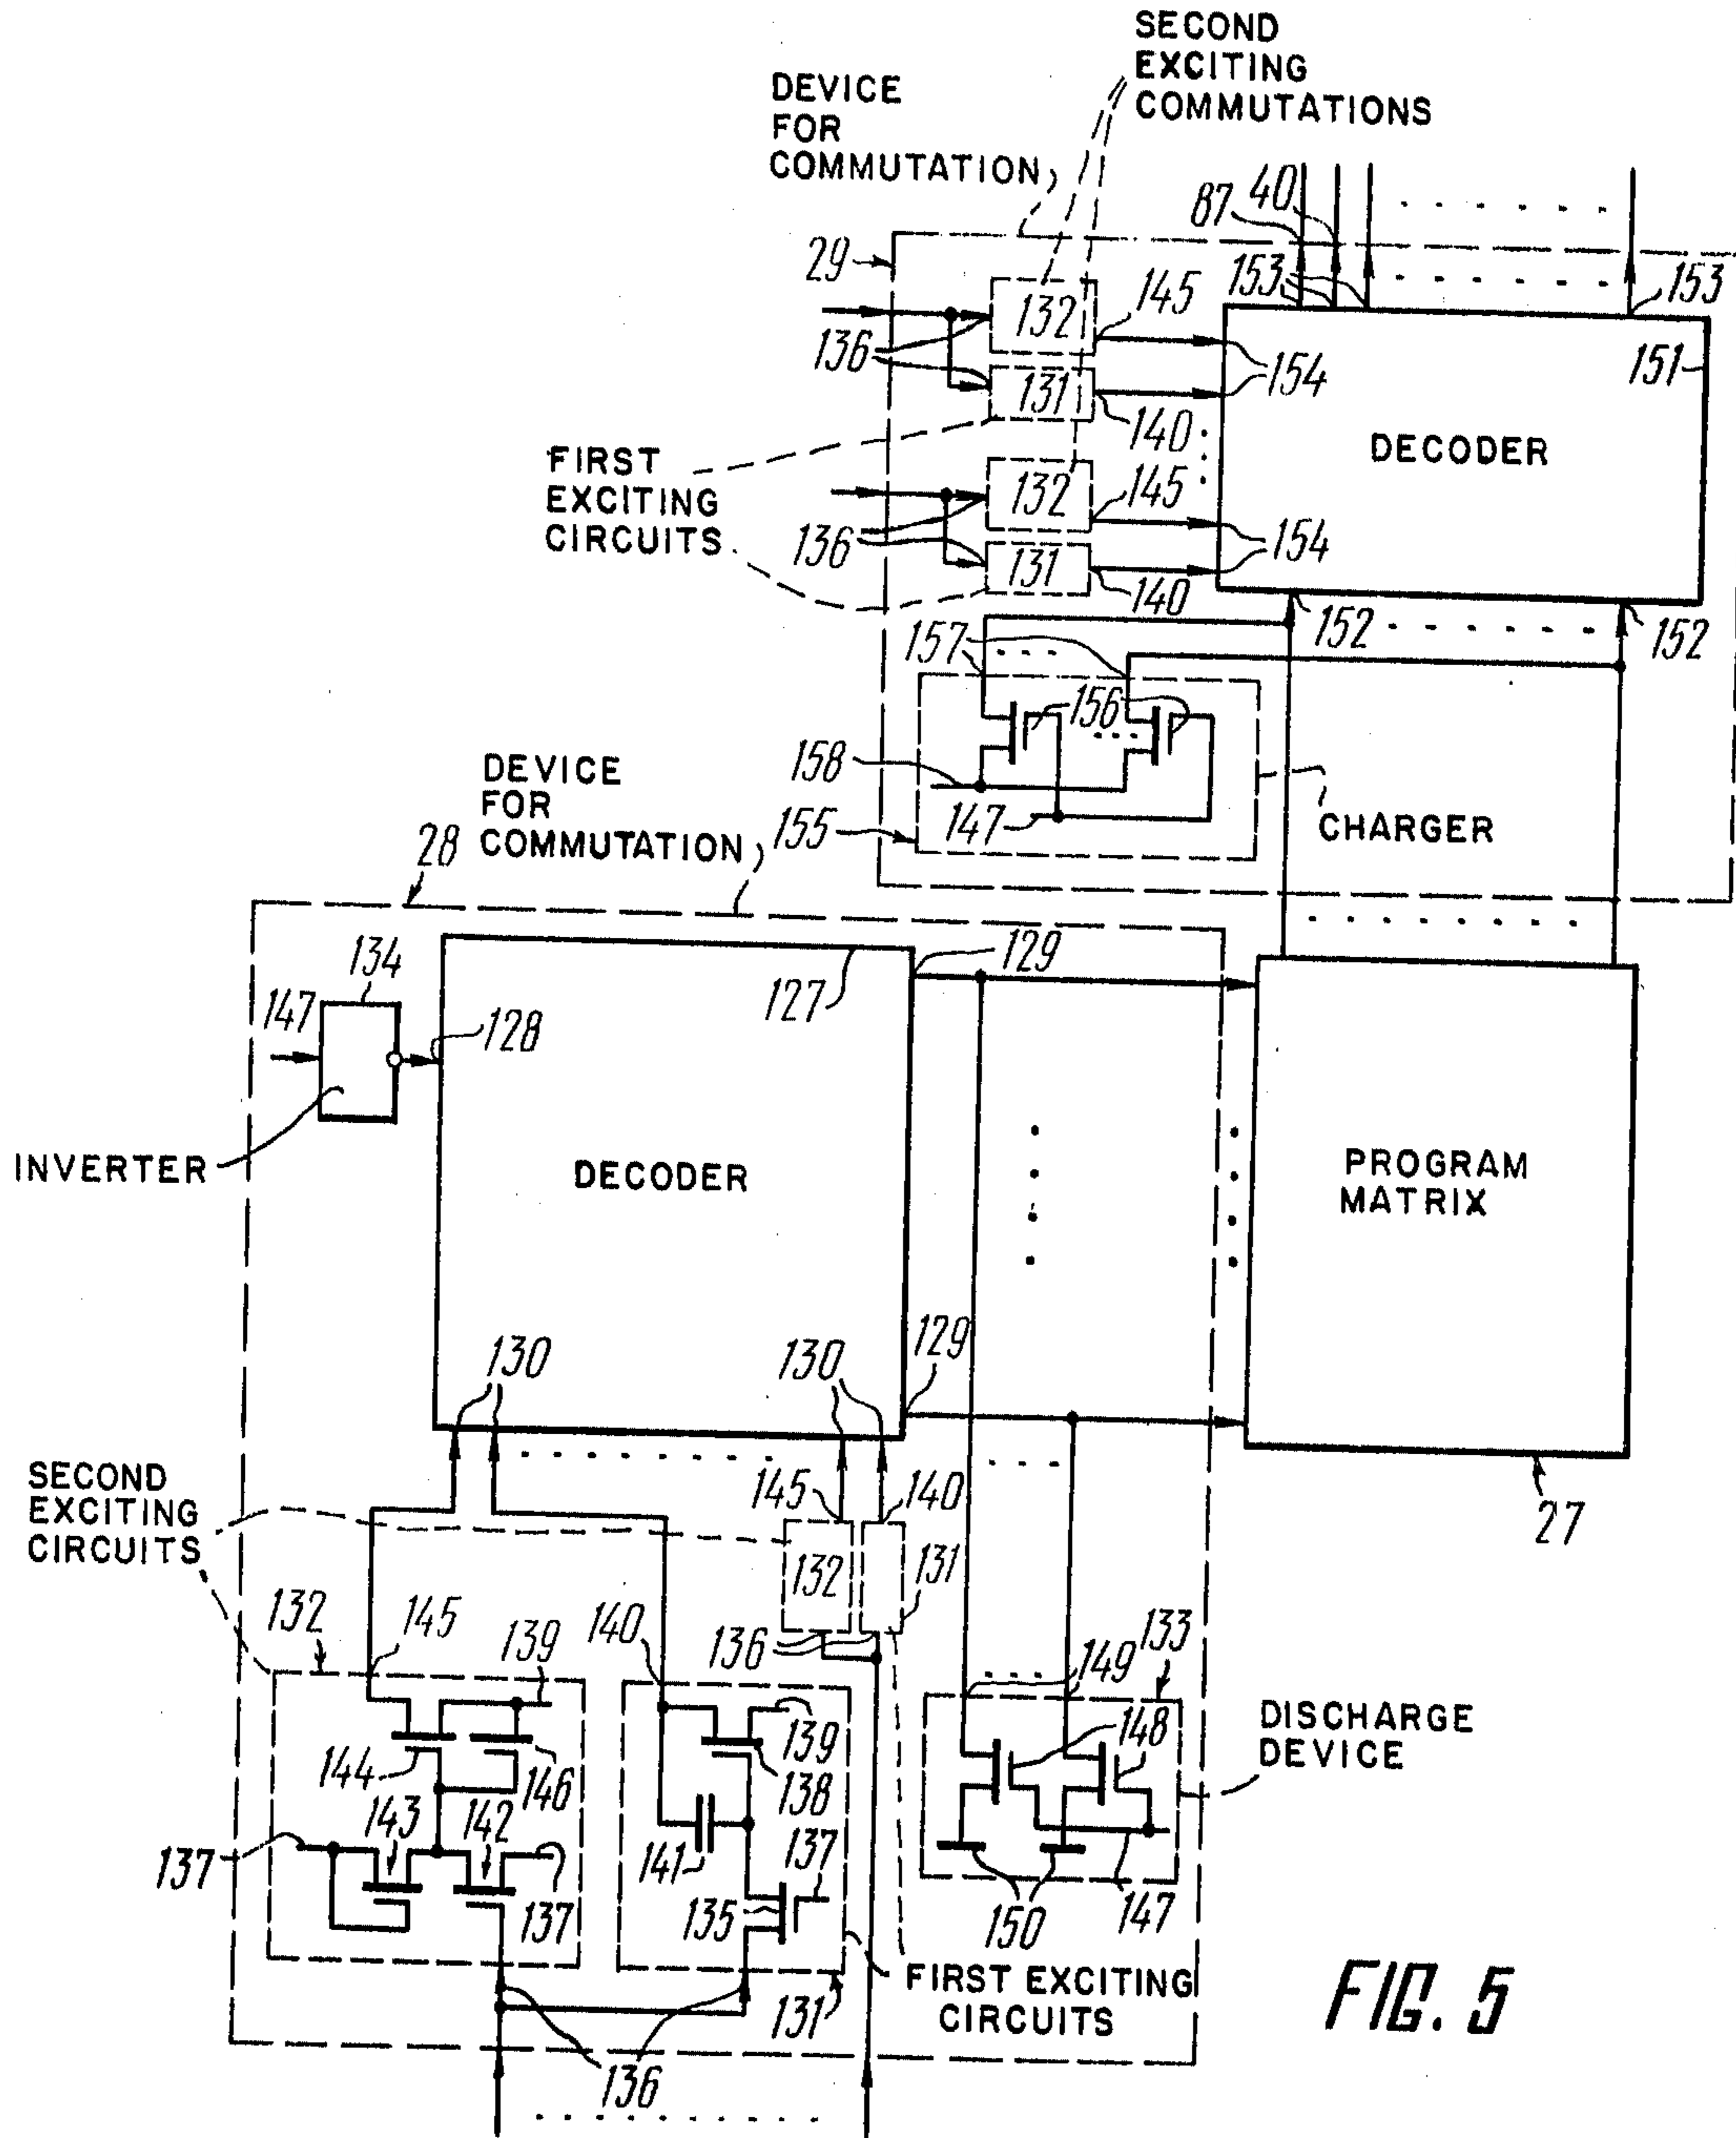 SECOND
EXCITING
COMMUTATIONS
DEVICE
FOR
COMMUTATION
87
40
29
153
153
132
145
136
154
151
131
140
DECODER
FIRST
EXCITING
CIRCUITS
132
145
136
154
131
140
152
152
157
156
158
147
155
CHARGER
DEVICE
FOR
COMMUTATION
28
134
129
147
127
128
INVERTER
DECODER
PROGRAM
MATRIX
130
130
129
SECOND
EXCITING
CIRCUITS
145
140
27
132
131
132
145
139
140
136
149
133
144
146
139
138
148
DISCHARGE
DEVICE
143
142
137
141
137
135
137
150
147
FIRST EXCITING
CIRCUITS
131
136
FIG. 5